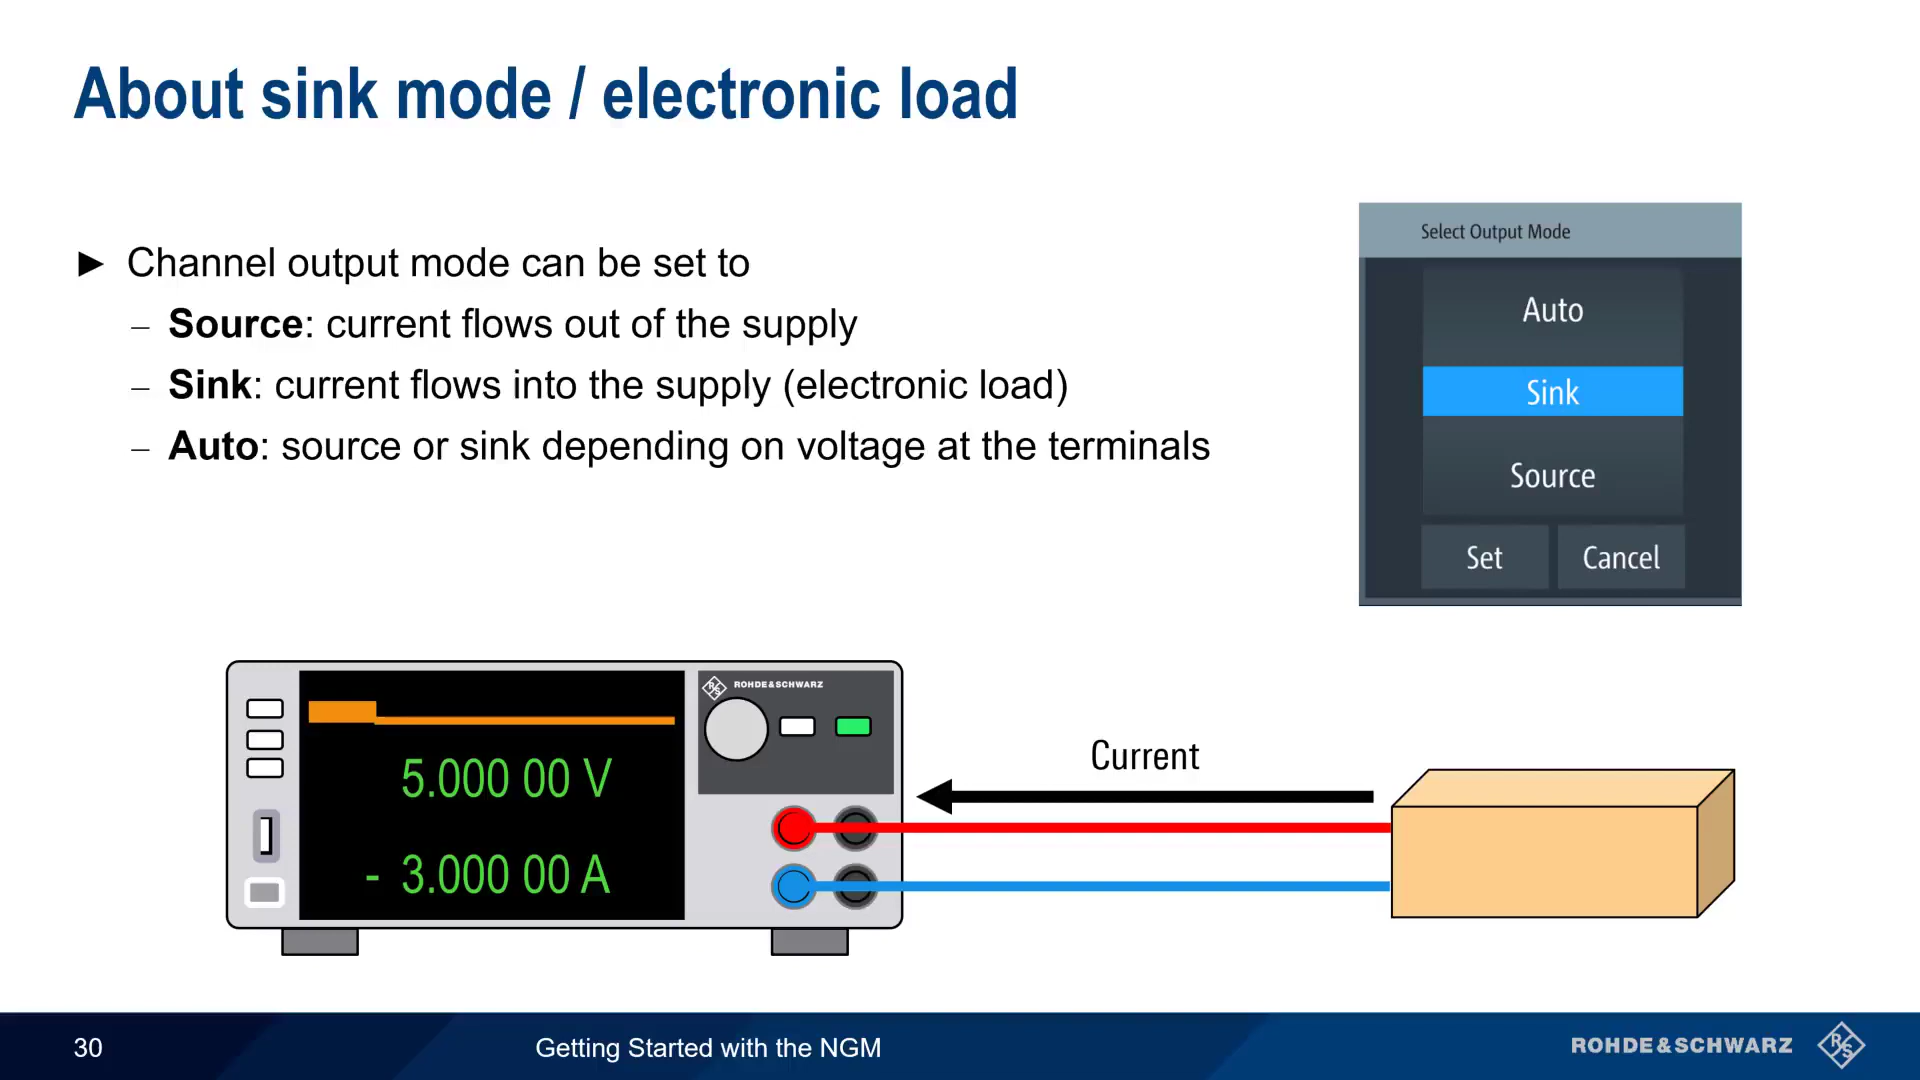 About sink mode / electronic load
► Channel output mode can be set to
– Source: current flows out of the supply
– Sink: current flows into the supply (electronic load)
– Auto: source or sink depending on voltage at the terminals
Select Output Mode
Auto
Sink
Source
Set Cancel
ROHDE&SCHWARZ
5.000 00 V
- 3.000 00 A
Current
30
Getting Started with the NGM
ROHDE&SCHWARZ